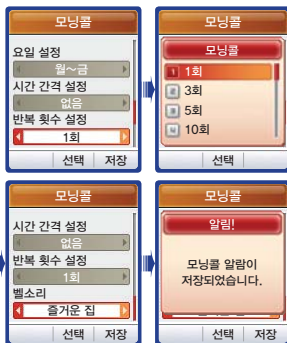 모닝콜
요일 설정
월~금
시간 간격 설정
없음
반복 횟수 설정
1회
선택 저장
모닝콜
모닝콜
1 1회
2 3회
3 5회
4 10회
선택
모닝콜
시간 간격 설정
없음
반복 횟수 설정
1회
벨소리
즐거운 집
선택 저장
모닝콜
알림!
모닝콜 알람이
저장되었습니다.
선택 저장